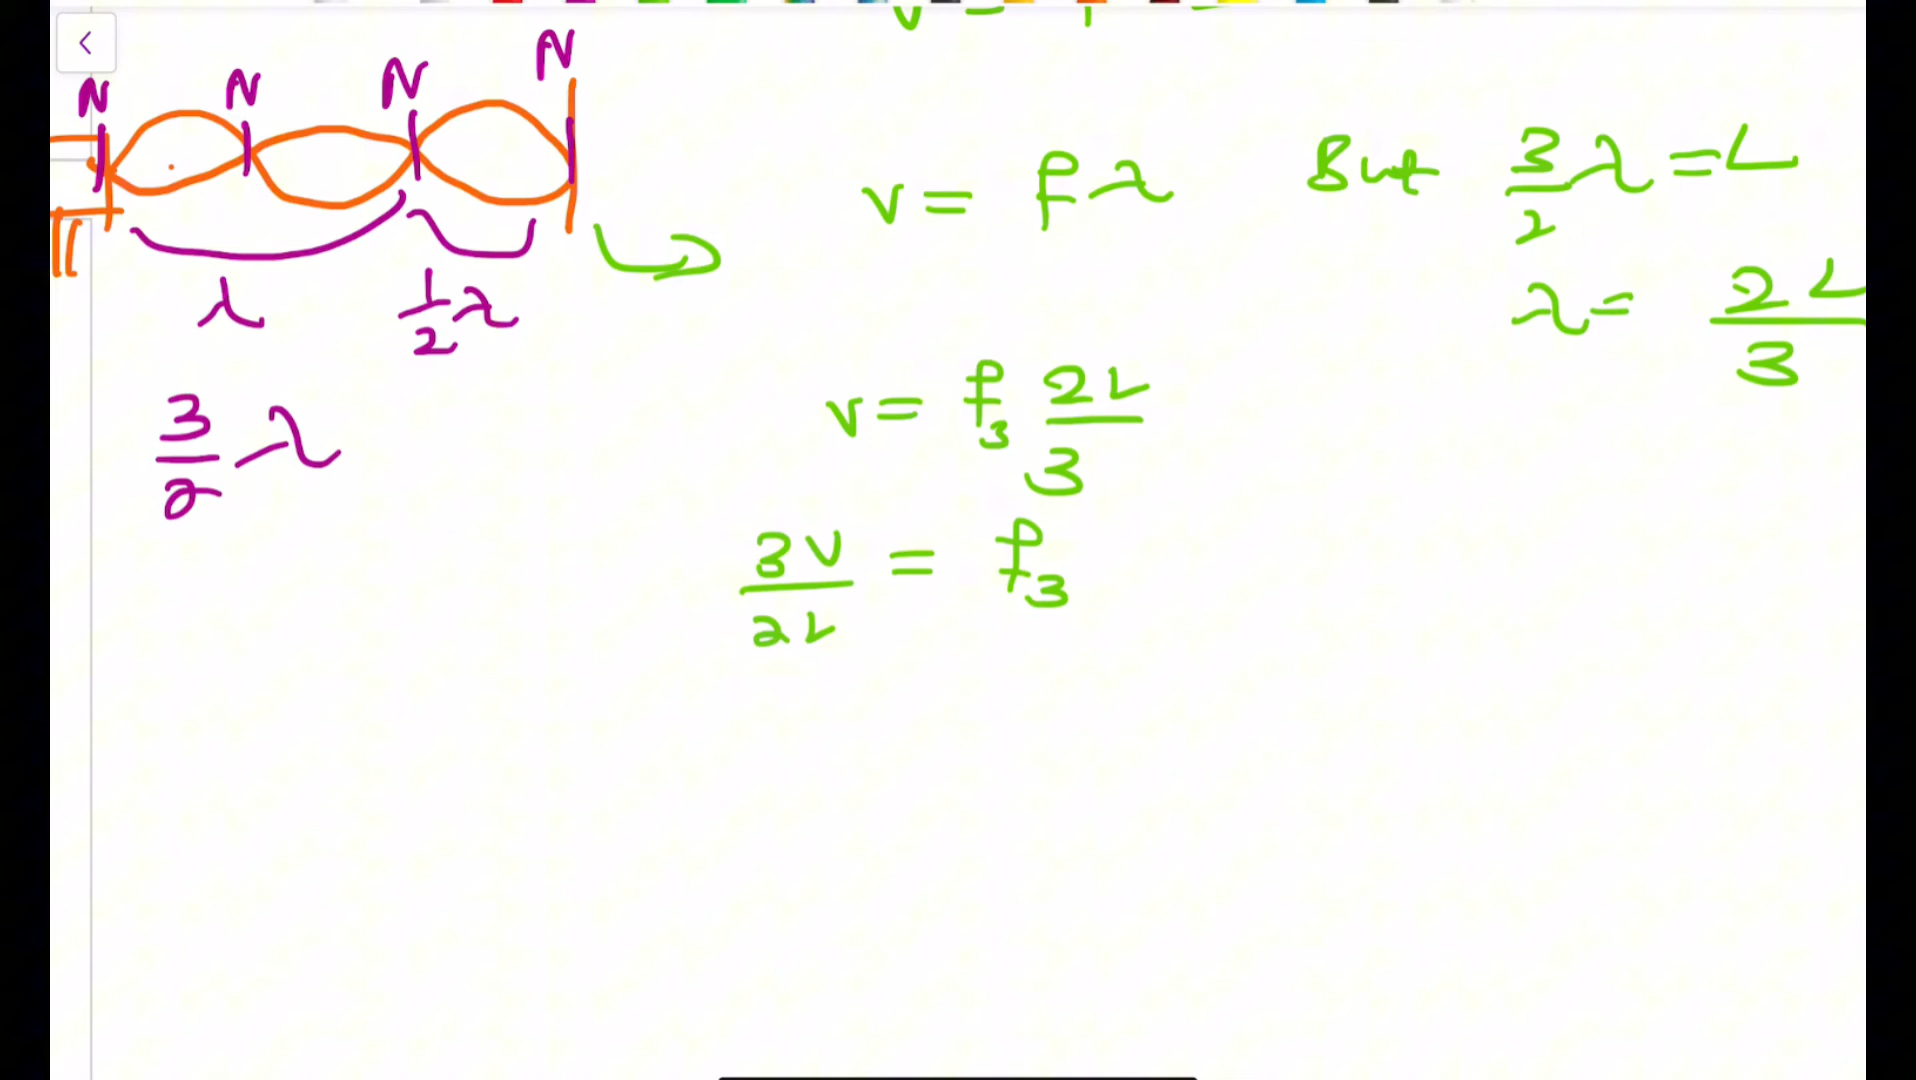 N N N N
λ ½λ
3/2 λ
v = fλ
But 3/2 λ = L
λ = 2L/3
v = f₃ 2L/3
3v/2L = f₃